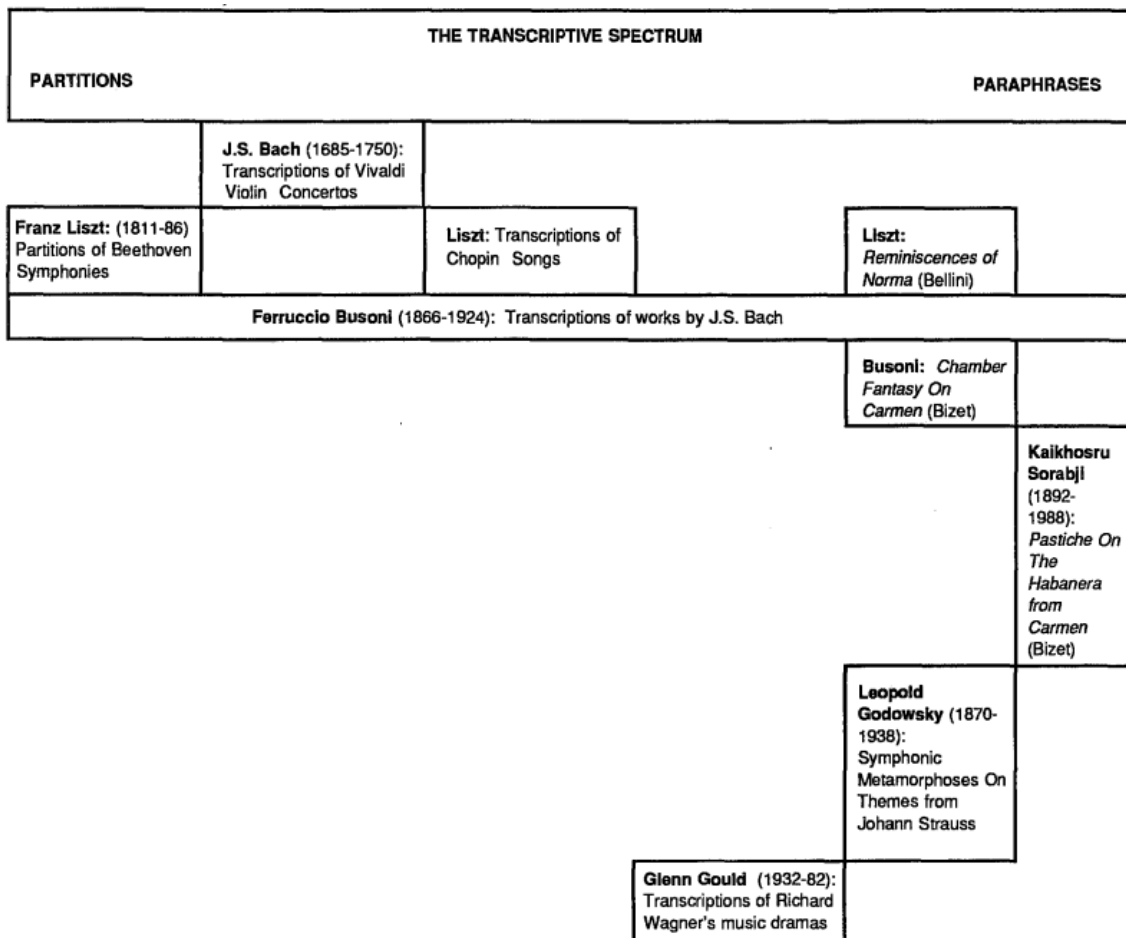 THE TRANSCRIPTIVE SPECTRUM
PARTITIONS
PARAPHRASES
J.S. Bach (1685-1750):
Transcriptions of Vivaldi
Violin Concertos
Franz Liszt: (1811-86)
Partitions of Beethoven
Symphonies
Liszt: Transcriptions of
Chopin Songs
Liszt:
Reminiscences of
Norma (Bellini)
Ferruccio Busoni (1866-1924): Transcriptions of works by J.S. Bach
Busoni: Chamber
Fantasy On
Carmen (Bizet)
Kaikhosru
Sorabji
(1892-
1988):
Pastiche On
The
Habanera
from
Carmen
(Bizet)
Leopold
Godowsky (1870-
1938):
Symphonic
Metamorphoses On
Themes from
Johann Strauss
Glenn Gould (1932-82):
Transcriptions of Richard
Wagner's music dramas